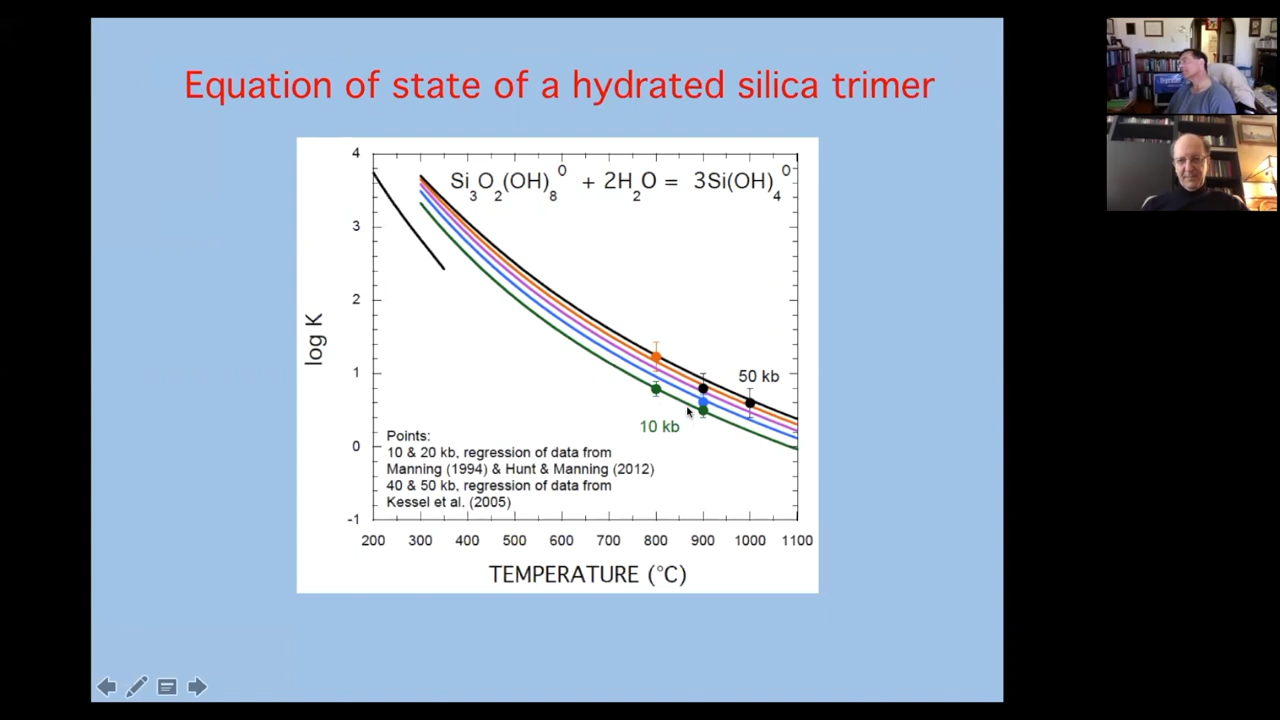 Equation of state of a hydrated silica trimer
Si3O2(OH)8^0 + 2H2O = 3Si(OH)4^0
4
3
2
1
0
-1
log K
50 kb
10 kb
Points:
10 & 20 kb, regression of data from
Manning (1994) & Hunt & Manning (2012)
40 & 50 kb, regression of data from
Kessel et al. (2005)
200 300 400 500 600 700 800 900 1000 1100
TEMPERATURE (°C)